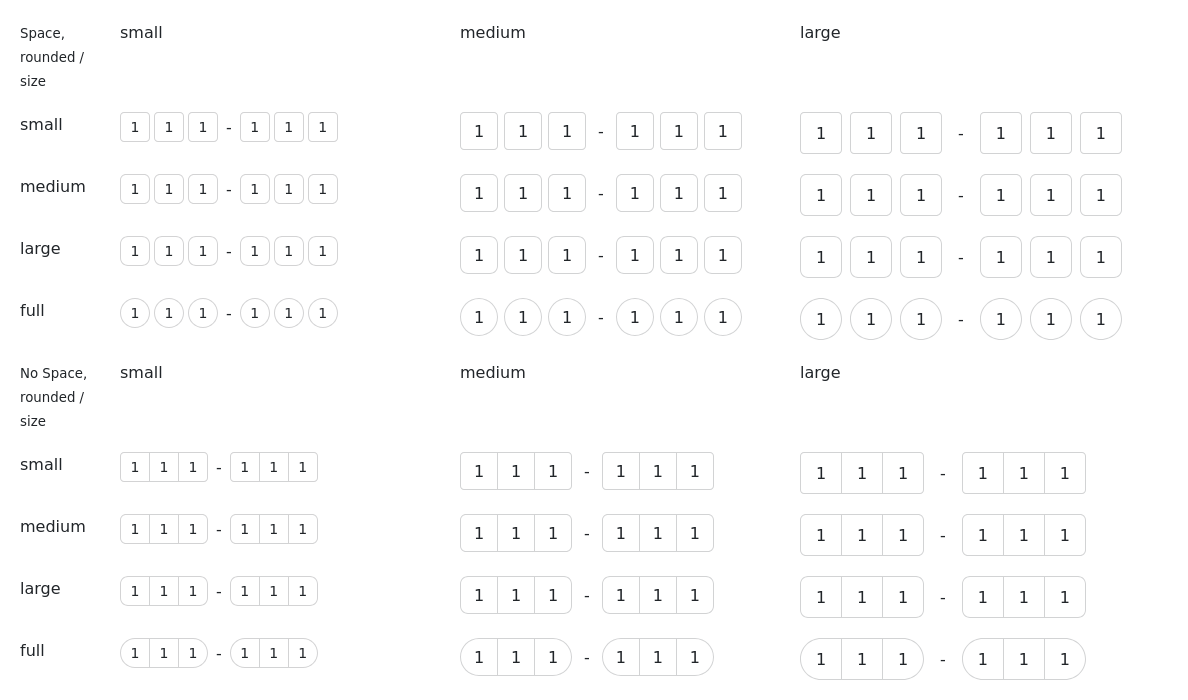 Space, rounded / size small medium large
small 1 1 1 - 1 1 1 1 1 1 - 1 1 1 1 1 1 - 1 1 1
medium 1 1 1 - 1 1 1 1 1 1 - 1 1 1 1 1 1 - 1 1 1
large 1 1 1 - 1 1 1 1 1 1 - 1 1 1 1 1 1 - 1 1 1
full 1 1 1 - 1 1 1 1 1 1 - 1 1 1 1 1 1 - 1 1 1
No Space, rounded / size small medium large
small 1 1 1 - 1 1 1 1 1 1 - 1 1 1 1 1 1 - 1 1 1
medium 1 1 1 - 1 1 1 1 1 1 - 1 1 1 1 1 1 - 1 1 1
large 1 1 1 - 1 1 1 1 1 1 - 1 1 1 1 1 1 - 1 1 1
full 1 1 1 - 1 1 1 1 1 1 - 1 1 1 1 1 1 - 1 1 1